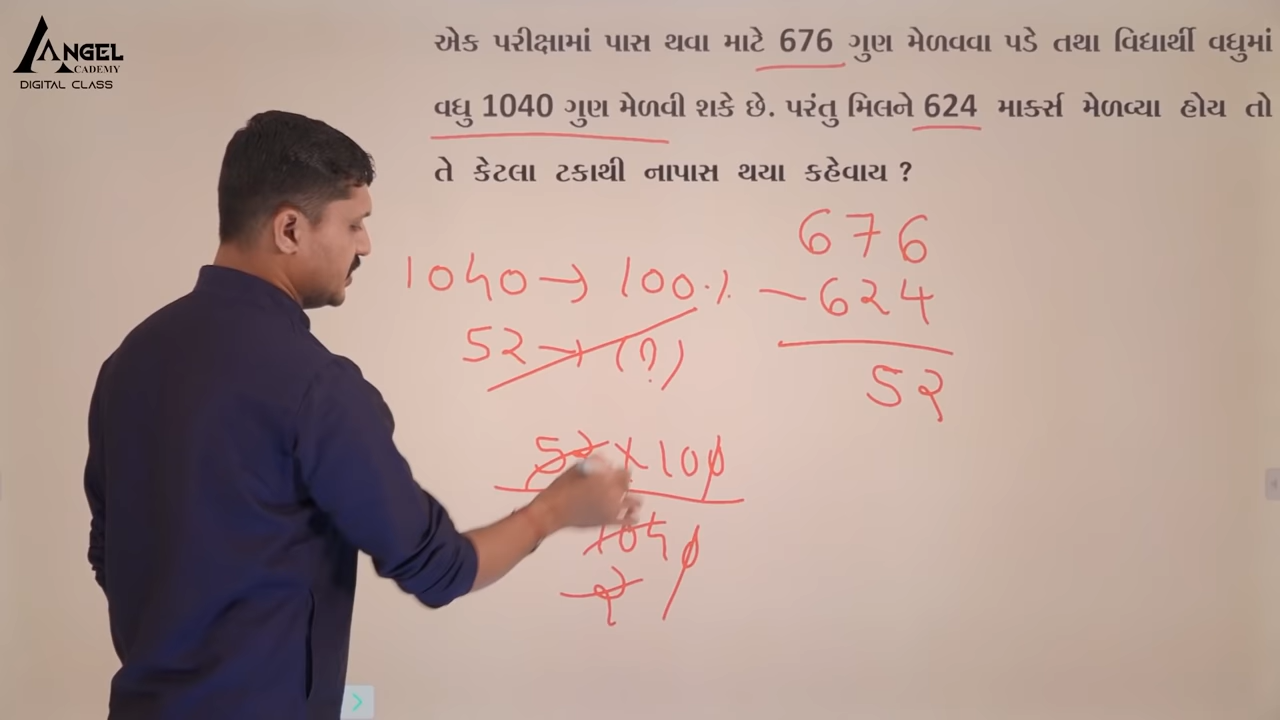 ANGEL
ACADEMY
DIGITAL CLASS
એક પરીક્ષામાં પાસ થવા માટે 676 ગુણ મેળવવા પડે તથા વિદ્યાર્થી વધુમાં
વધુ 1040 ગુણ મેળવી શકે છે. પરંતુ મિલને 624 માર્ક્સ મેળવ્યા હોય તો
તે કેટલા ટકાથી નાપાસ થયા કહેવાય ?
676
1040 → 100% - 624
52 → (?)
52
52 × 100
1040
2